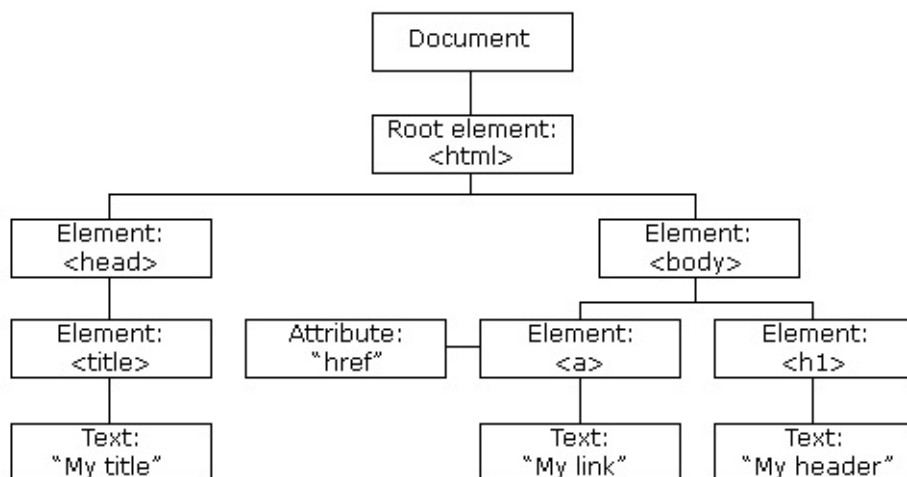 Document
Root element:
<html>
Element:
<head>
Element:
<body>
Element:
<title>
Attribute:
“href”
Element:
<a>
Element:
<h1>
Text:
“My title”
Text:
“My link”
Text:
“My header”